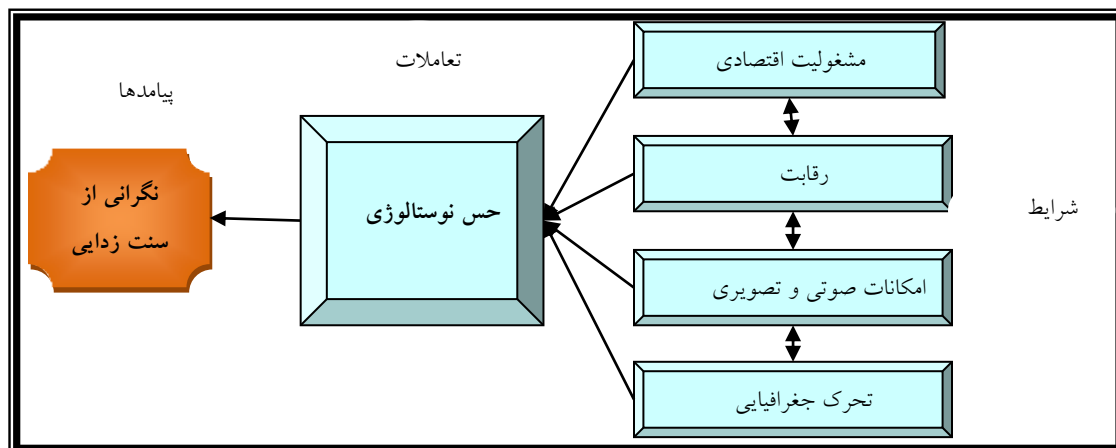 شرایط
مشغولیت اقتصادی
رقابت
امکانات صوتی و تصویری
تحرک جغرافیایی
تعاملات
حس نوستالوژی
پیامدها
نگرانی از
سنت زدایی